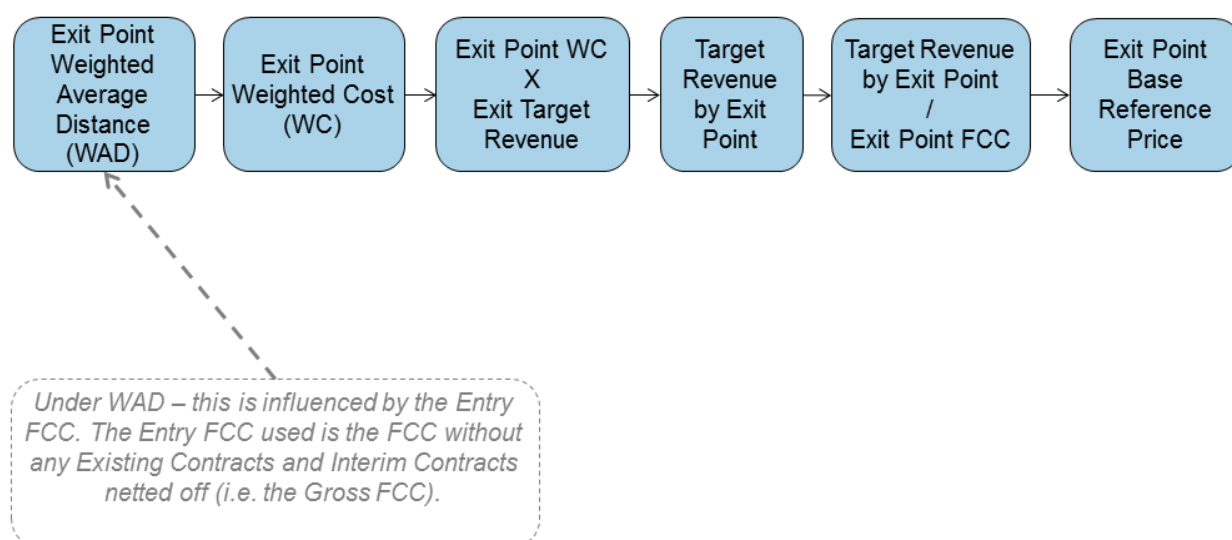 Exit Point
Weighted
Average
Distance
(WAD)
Exit Point
Weighted Cost
(WC)
Exit Point WC
X
Exit Target
Revenue
Target
Revenue
by Exit
Point
Target Revenue
by Exit Point
/
Exit Point FCC
Exit Point
Base
Reference
Price
Under WAD – this is influenced by the Entry
FCC. The Entry FCC used is the FCC without
any Existing Contracts and Interim Contracts
netted off (i.e. the Gross FCC).